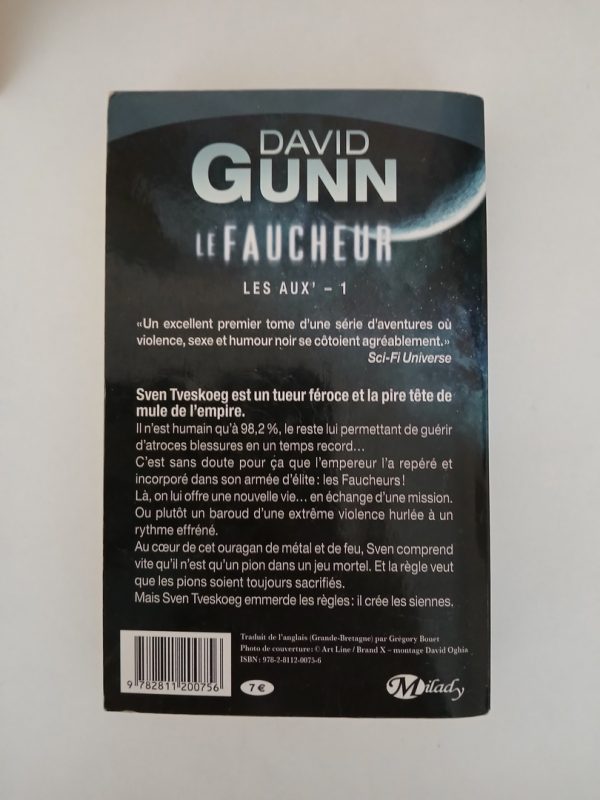 DAVID
GUNN
LE FAUCHEUR
LES AUX' – 1
«Un excellent premier tome d'une série d'aventures où
violence, sexe et humour noir se côtoient agréablement.»
Sci-Fi Universe
Sven Tveskoeg est un tueur féroce et la pire tête de
mule de l'empire.
Il n'est humain qu'à 98,2 %, le reste lui permettant de guérir
d'atroces blessures en un temps record…
C'est sans doute pour ça que l'empereur l'a repéré et
incorporé dans son armée d'élite : les Faucheurs !
Là, on lui offre une nouvelle vie… en échange d'une mission.
Ou plutôt un baroud d'une extrême violence hurlée à un
rythme effréné.
Au cœur de cet ouragan de métal et de feu, Sven comprend
vite qu'il n'est qu'un pion dans un jeu mortel. Et la règle veut
que les pions soient toujours sacrifiés.
Mais Sven Tveskoeg emmerde les règles : il crée les siennes.
Traduit de l'anglais (Grande-Bretagne) par Grégory Bouet
Photo de couverture : © Art Line / Brand X – montage David Oghia
ISBN : 978-2-8112-0075-6
9 782811 200756
7 €
Milady